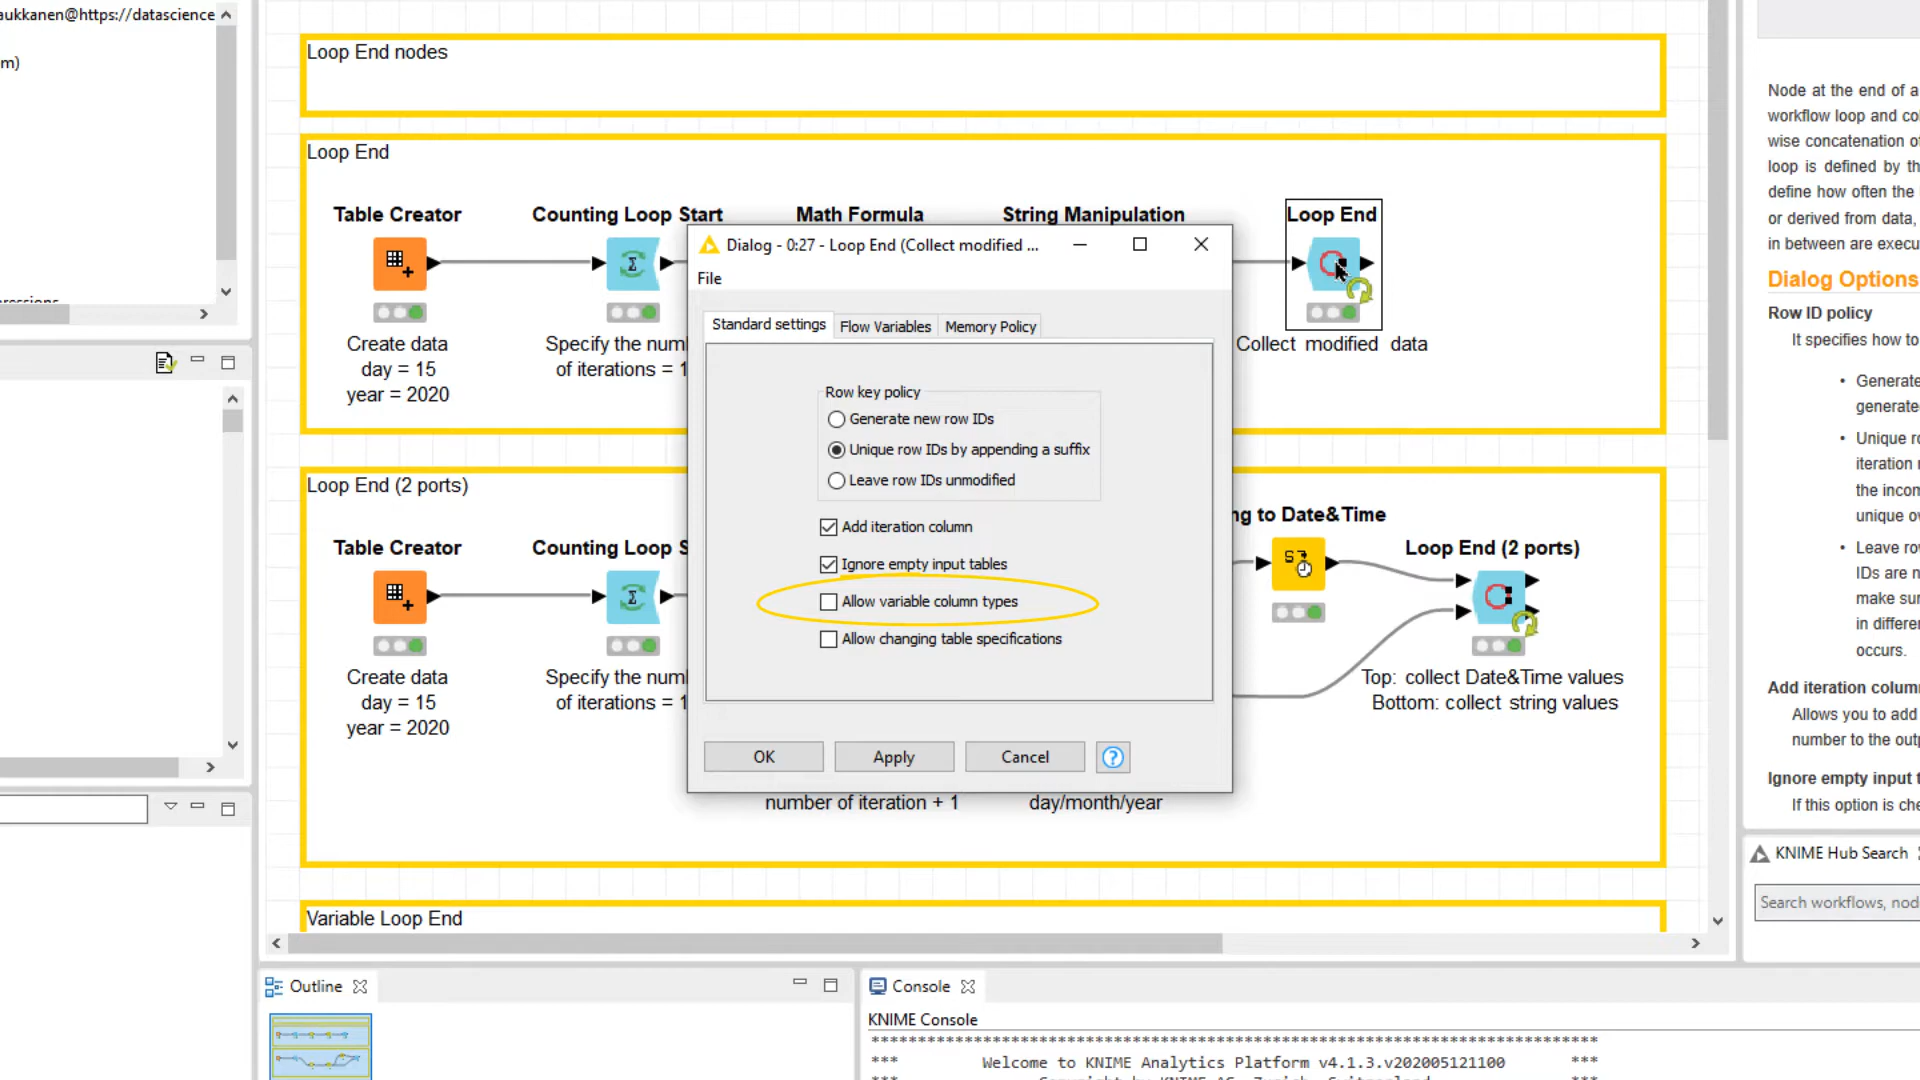 aukkanen@https://datascience
m)
Loop End nodes
Loop End
Table Creator
Counting Loop Start
Math Formula
String Manipulation
Loop End
Create data
day = 15
year = 2020
Specify the num
of iterations = 1
Collect modified data
Dialog - 0:27 - Loop End (Collect modified ...
File
Standard settings
Flow Variables
Memory Policy
Row key policy
Generate new row IDs
Unique row IDs by appending a suffix
Leave row IDs unmodified
Add iteration column
Ignore empty input tables
Allow variable column types
Allow changing table specifications
OK
Apply
Cancel
?
Loop End (2 ports)
Table Creator
Counting Loop S
ng to Date&Time
Loop End (2 ports)
Create data
day = 15
year = 2020
Specify the num
of iterations = 1
number of iteration + 1
day/month/year
Top: collect Date&Time values
Bottom: collect string values
Variable Loop End
Node at the end of a
workflow loop and co
wise concatenation o
loop is defined by th
define how often the
or derived from data,
in between are execu
Dialog Options
Row ID policy
It specifies how to
• Generate
generate
• Unique ro
iteration n
the incom
unique ov
• Leave row
IDs are n
make sur
in differe
occurs.
Add iteration column
Allows you to add
number to the outp
Ignore empty input t
If this option is che
KNIME Hub Search
Search workflows, nod
Outline
Console
KNIME Console
*** Welcome to KNIME Analytics Platform v4.1.3.v202005121100 ***